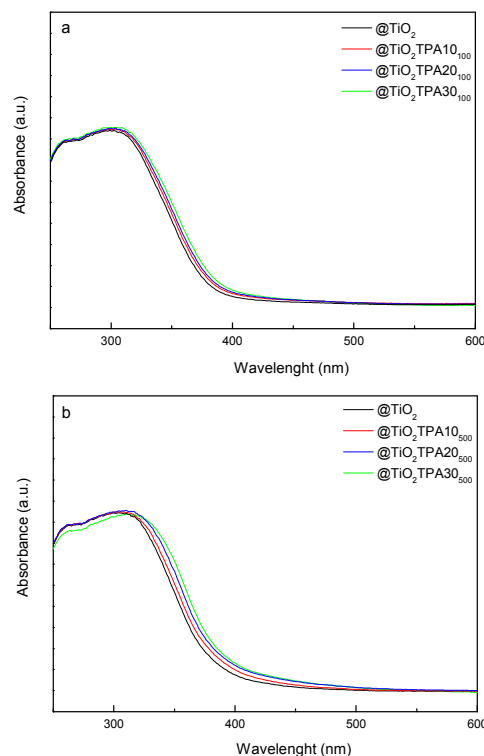 a
@TiO₂
@TiO₂TPA10₁₀₀
@TiO₂TPA20₁₀₀
@TiO₂TPA30₁₀₀
Absorbance (a.u.)
300 400 500 600
Wavelenght (nm)
b
@TiO₂
@TiO₂TPA10₅₀₀
@TiO₂TPA20₅₀₀
@TiO₂TPA30₅₀₀
Absorbance (a.u.)
300 400 500 600
Wavelenght (nm)